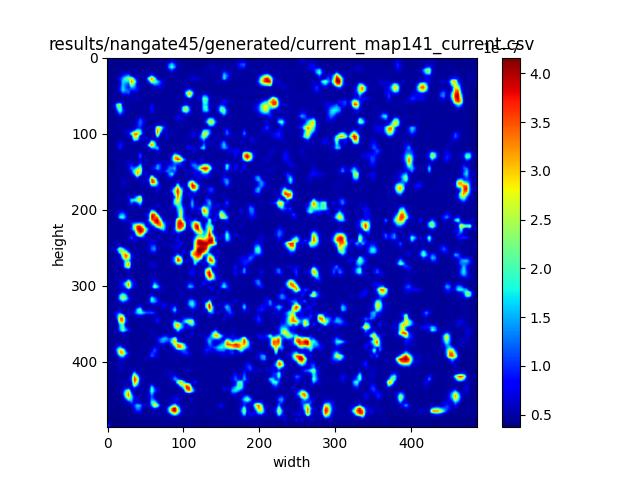 results/nangate45/generated/current_map141_current.csv
1e−7
0
100
200
300
400
height
0 100 200 300 400
width
4.0
3.5
3.0
2.5
2.0
1.5
1.0
0.5